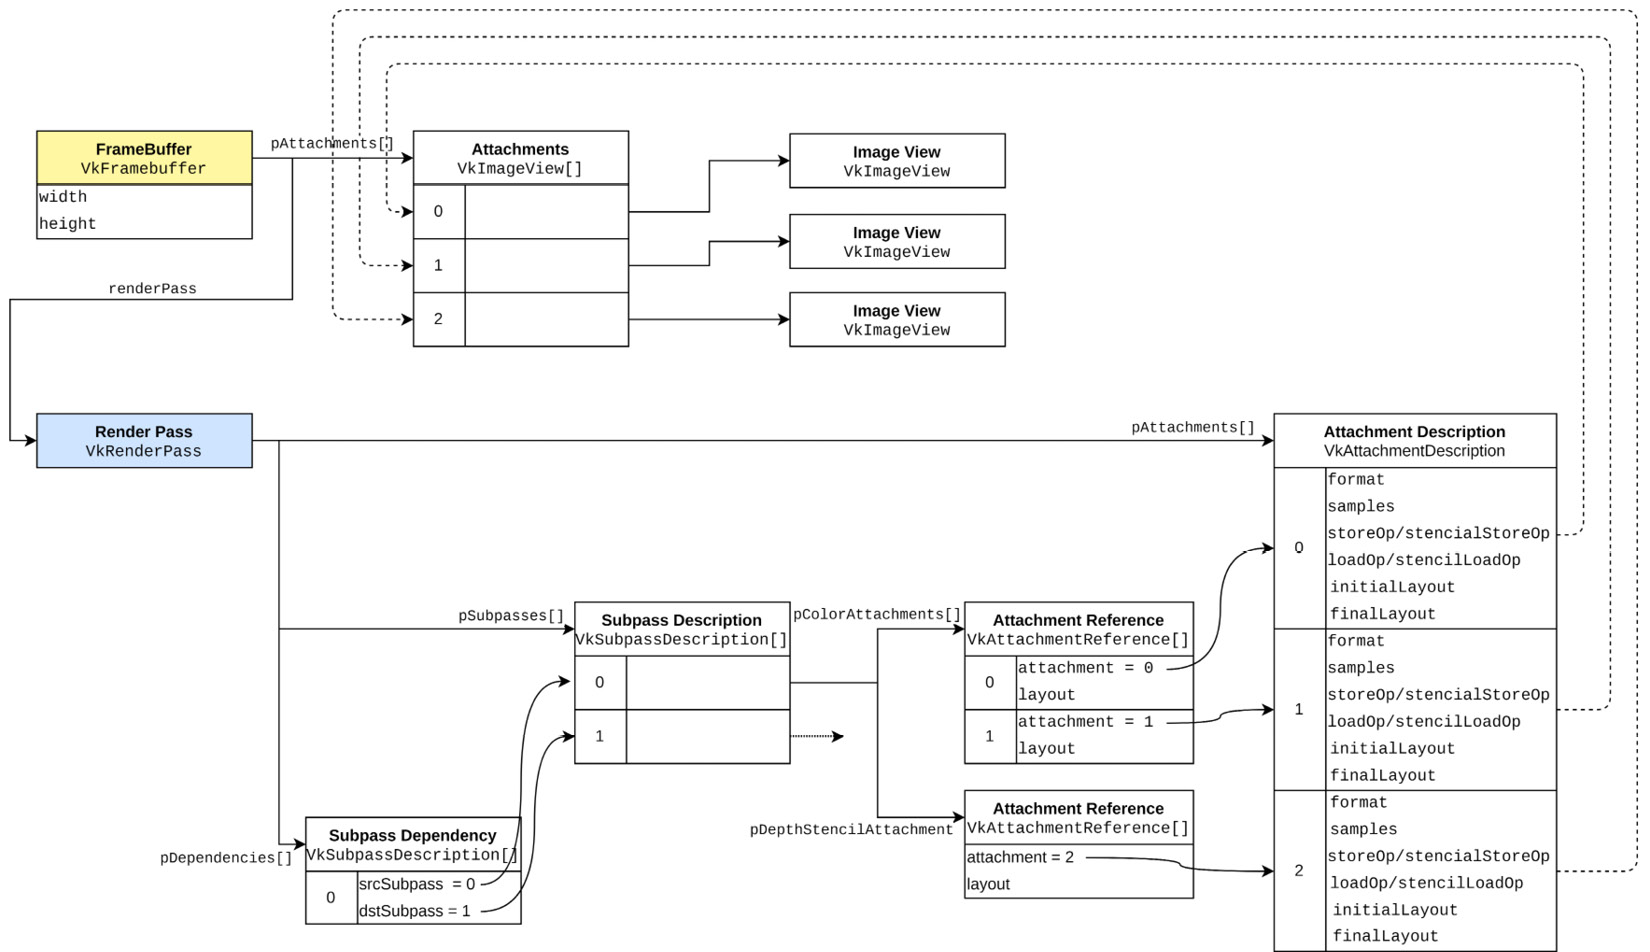 FrameBuffer
VkFramebuffer
width
height
pAttachments[]
Attachments
VkImageView[]
0
1
2
Image View
VkImageView
Image View
VkImageView
Image View
VkImageView
renderPass
Render Pass
VkRenderPass
pAttachments[]
Attachment Description
VkAttachmentDescription
0
format
samples
storeOp/stencialStoreOp
loadOp/stencilLoadOp
initialLayout
finalLayout
1
format
samples
storeOp/stencialStoreOp
loadOp/stencilLoadOp
initialLayout
finalLayout
2
format
samples
storeOp/stencialStoreOp
loadOp/stencilLoadOp
initialLayout
finalLayout
pSubpasses[]
Subpass Description
VkSubpassDescription[]
0
1
pColorAttachments[]
Attachment Reference
VkAttachmentReference[]
0
attachment = 0
layout
1
attachment = 1
layout
pDepthStencilAttachment
Attachment Reference
VkAttachmentReference[]
attachment = 2
layout
pDependencies[]
Subpass Dependency
VkSubpassDescription[]
0
srcSubpass = 0
dstSubpass = 1